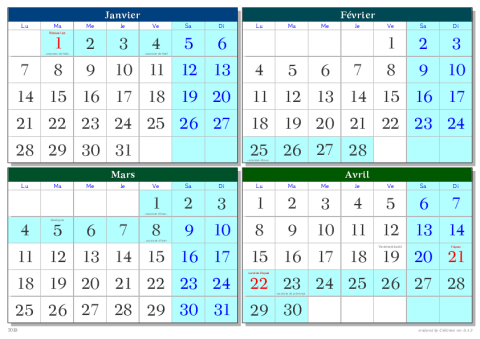 Janvier
Lu Ma Me Je Ve Sa Di
1 2 3 4 5 6
7 8 9 10 11 12 13
14 15 16 17 18 19 20
21 22 23 24 25 26 27
28 29 30 31
Février
Lu Ma Me Je Ve Sa Di
1 2 3
4 5 6 7 8 9 10
11 12 13 14 15 16 17
18 19 20 21 22 23 24
25 26 27 28
Mars
Lu Ma Me Je Ve Sa Di
1 2 3
4 5 6 7 8 9 10
11 12 13 14 15 16 17
18 19 20 21 22 23 24
25 26 27 28 29 30 31
Avril
Lu Ma Me Je Ve Sa Di
1 2 3 4 5 6 7
8 9 10 11 12 13 14
Vendredi saint Pâques
15 16 17 18 19 20 21
Lundi de Pâques
22 23 24 25 26 27 28
29 30
2019